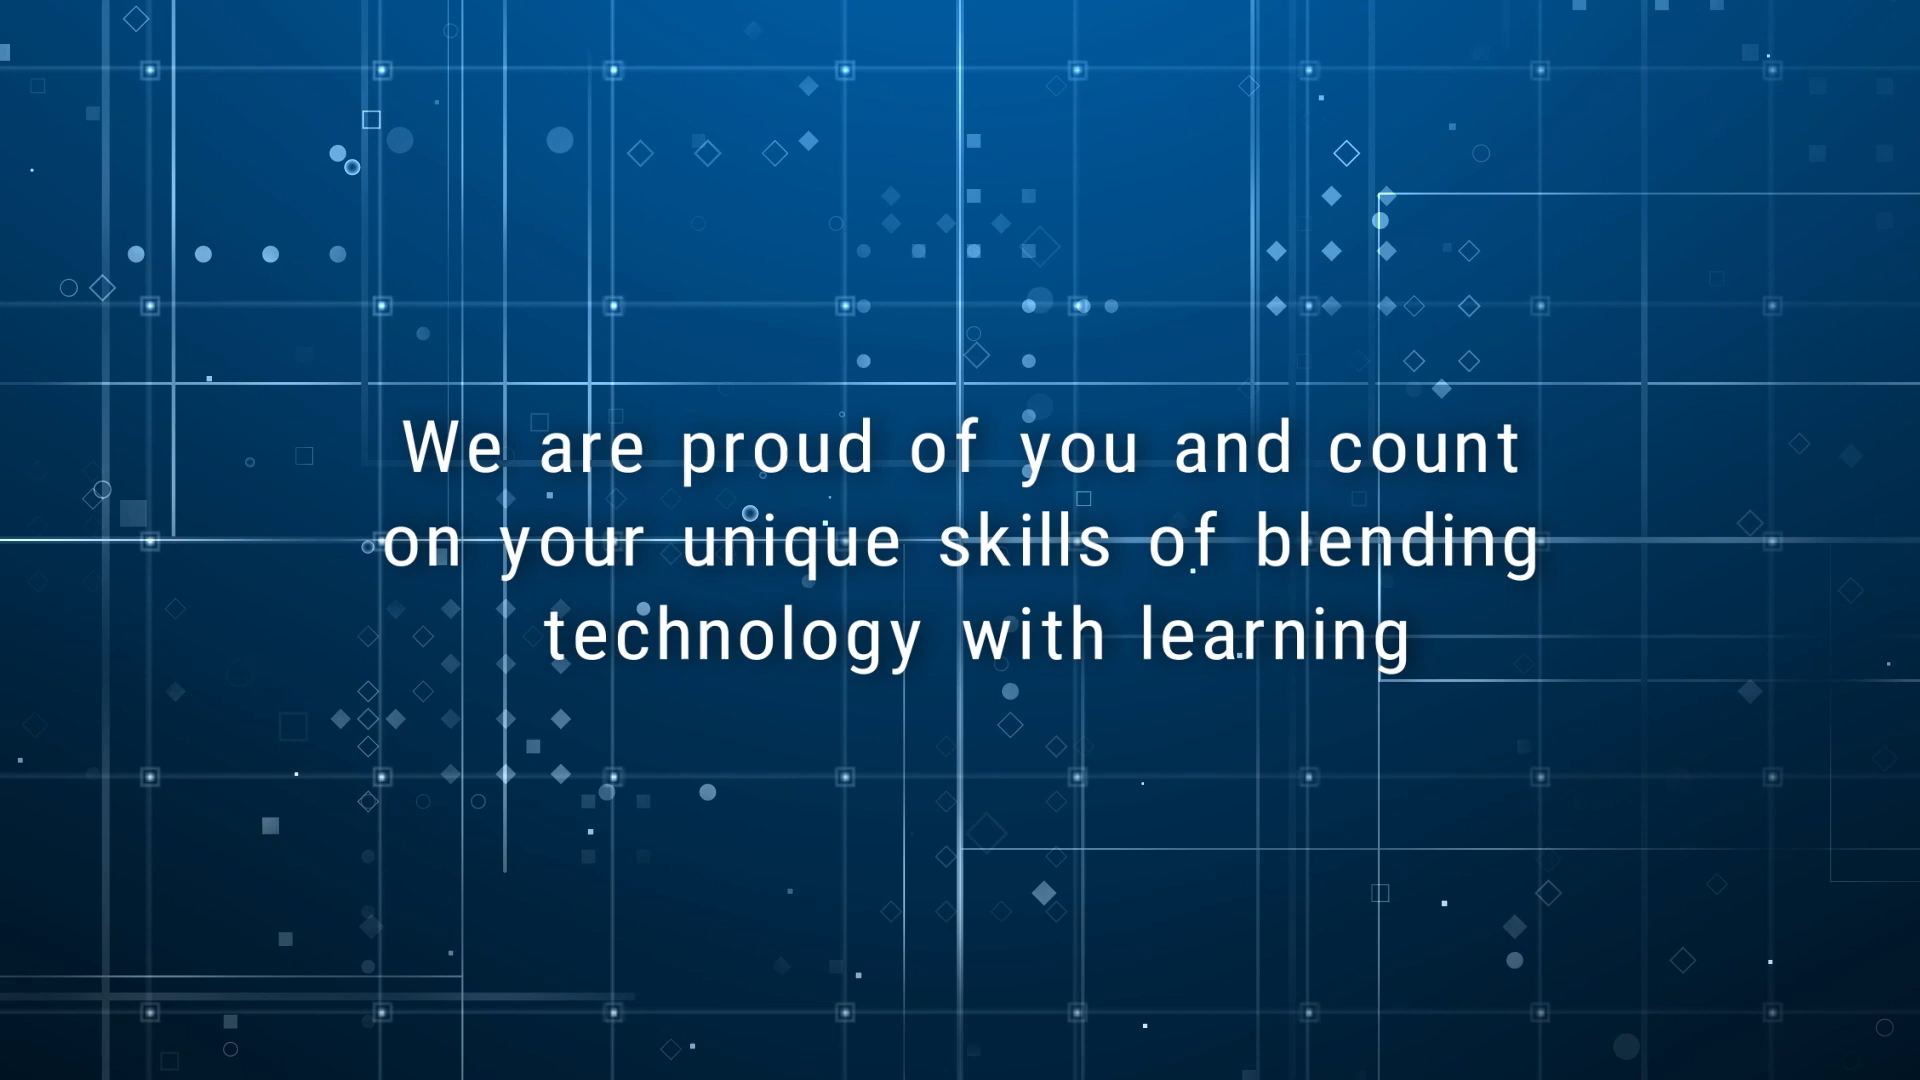 We are proud of you and count
on your unique skills of blending
technology with learning